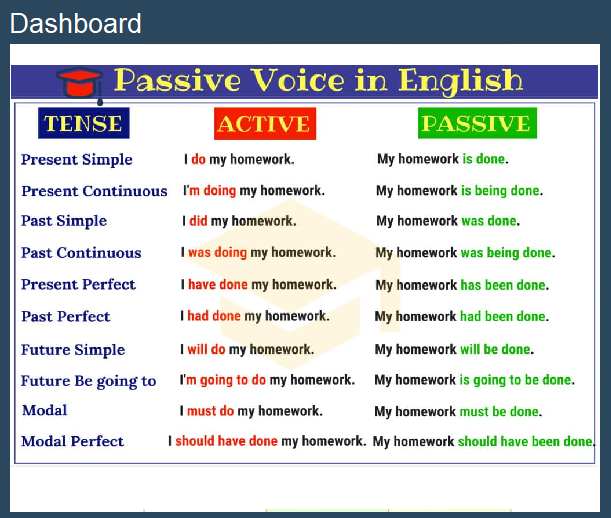 Dashboard
Passive Voice in English
TENSE ACTIVE PASSIVE
Present Simple I do my homework. My homework is done.
Present Continuous I'm doing my homework. My homework is being done.
Past Simple I did my homework. My homework was done.
Past Continuous I was doing my homework. My homework was being done.
Present Perfect I have done my homework. My homework has been done.
Past Perfect I had done my homework. My homework had been done.
Future Simple I will do my homework. My homework will be done.
Future Be going to I'm going to do my homework. My homework is going to be done.
Modal I must do my homework. My homework must be done.
Modal Perfect I should have done my homework. My homework should have been done.